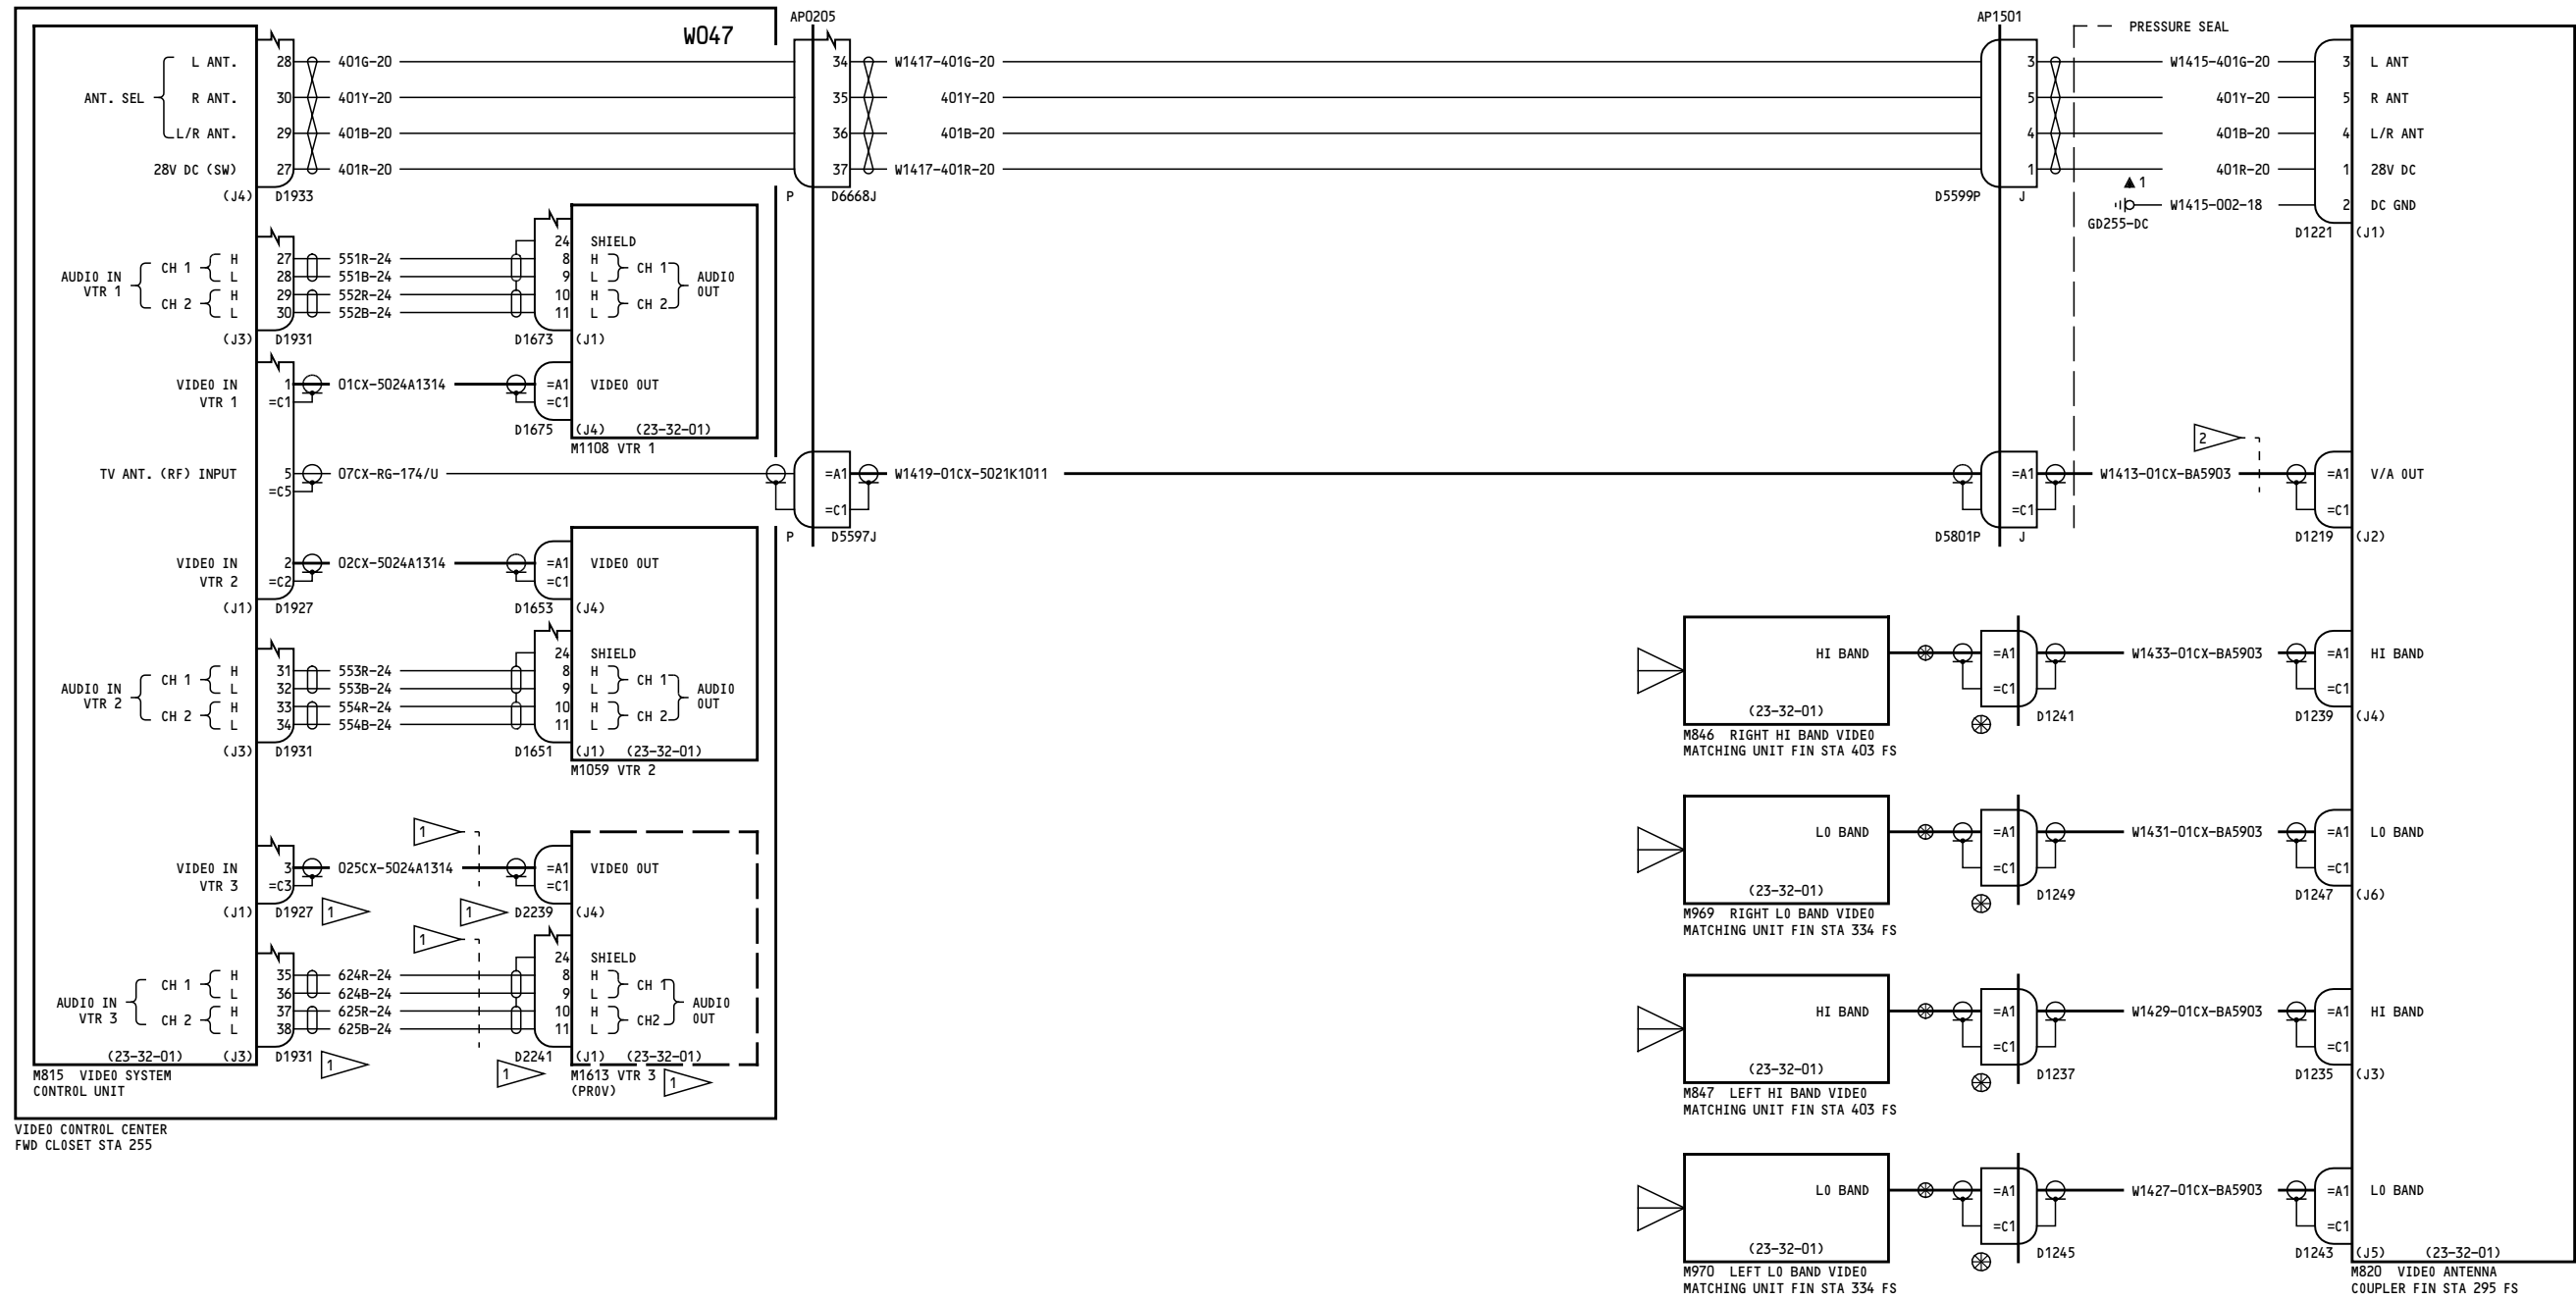 W047
AP0205
AP1501
PRESSURE SEAL
ANT. SEL
L ANT. 28 401G-20 34 W1417-401G-20 3 W1415-401G-20 3 L ANT
R ANT. 30 401Y-20 35 401Y-20 5 401Y-20 5 R ANT
L/R ANT. 29 401B-20 36 401B-20 4 401B-20 4 L/R ANT
28V DC (SW) 27 401R-20 37 W1417-401R-20 1 401R-20 1 28V DC
1
(J4) D1933 P D6668J D5599P J
W1415-002-18 2 DC GND
GD255-DC
D1221 (J1)
24 SHIELD
AUDIO IN
VTR 1
CH 1 H 27 551R-24 8 H CH 1
L 28 551B-24 9 L
AUDIO
OUT
CH 2 H 29 552R-24 10 H CH 2
L 30 552B-24 11 L
(J3) D1931 D1673 (J1)
VIDEO IN 1 01CX-5024A1314 =A1 VIDEO OUT
VTR 1 =C1 =C1
D1675 (J4) (23-32-01)
M1108 VTR 1
2
TV ANT. (RF) INPUT 5 07CX-RG-174/U =A1 W1419-01CX-5021K1011 =A1 W1413-01CX-BA5903 =A1 V/A OUT
=C5 =C1 =C1 =C1
P D5597J D5801P J D1219 (J2)
VIDEO IN 2 02CX-5024A1314 =A1 VIDEO OUT
VTR 2 =C2 =C1
(J1) D1927 D1653 (J4)
24 SHIELD
AUDIO IN
VTR 2
CH 1 H 31 553R-24 8 H CH 1
L 32 553B-24 9 L
AUDIO
OUT
CH 2 H 33 554R-24 10 H CH 2
L 34 554B-24 11 L
(J3) D1931 D1651 (J1) (23-32-01)
M1059 VTR 2
1
VIDEO IN 3 025CX-5024A1314 =A1 VIDEO OUT
VTR 3 =C3 =C1
(J1) D1927 1 1 D2239 (J4)
1
24 SHIELD
AUDIO IN
VTR 3
CH 1 H 35 624R-24 8 H CH 1
L 36 624B-24 9 L
AUDIO
OUT
CH 2 H 37 625R-24 10 H CH2
L 38 625B-24 11 L
(23-32-01) (J3) D1931 1 D2241 (J1) (23-32-01)
1
M815 VIDEO SYSTEM
CONTROL UNIT
M1613 VTR 3
(PROV)
1
VIDEO CONTROL CENTER
FWD CLOSET STA 255
HI BAND =A1 W1433-01CX-BA5903 =A1 HI BAND
=C1 =C1
(23-32-01) D1241 D1239 (J4)
M846 RIGHT HI BAND VIDEO
MATCHING UNIT FIN STA 403 FS
LO BAND =A1 W1431-01CX-BA5903 =A1 LO BAND
=C1 =C1
(23-32-01) D1249 D1247 (J6)
M969 RIGHT LO BAND VIDEO
MATCHING UNIT FIN STA 334 FS
HI BAND =A1 W1429-01CX-BA5903 =A1 HI BAND
=C1 =C1
(23-32-01) D1237 D1235 (J3)
M847 LEFT HI BAND VIDEO
MATCHING UNIT FIN STA 403 FS
LO BAND =A1 W1427-01CX-BA5903 =A1 LO BAND
=C1 =C1
(23-32-01) D1245 D1243 (J5) (23-32-01)
M970 LEFT LO BAND VIDEO
MATCHING UNIT FIN STA 334 FS
M820 VIDEO ANTENNA
COUPLER FIN STA 295 FS